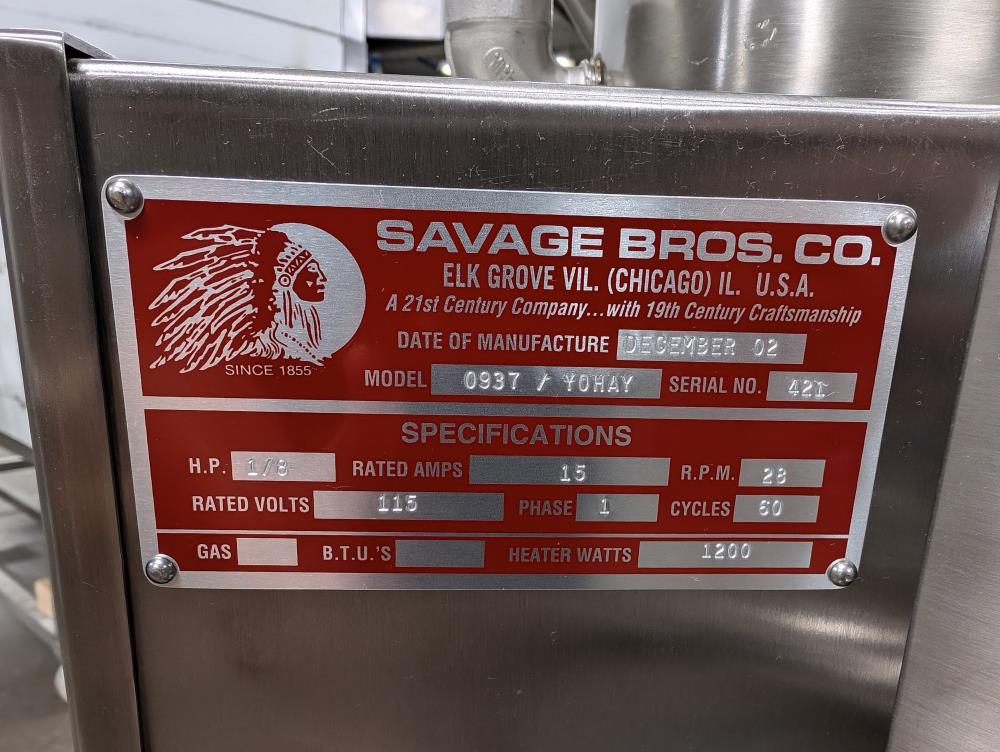 SAVAGE BROS. CO.
ELK GROVE VIL. (CHICAGO) IL. U.S.A.
A 21st Century Company...with 19th Century Craftsmanship
SINCE 1855
DATE OF MANUFACTURE DECEMBER 02
MODEL 0937 / YOHAY SERIAL NO. 421
SPECIFICATIONS
H.P. 1/8 RATED AMPS 15 R.P.M. 28
RATED VOLTS 115 PHASE 1 CYCLES 60
GAS B.T.U.'S HEATER WATTS 1200